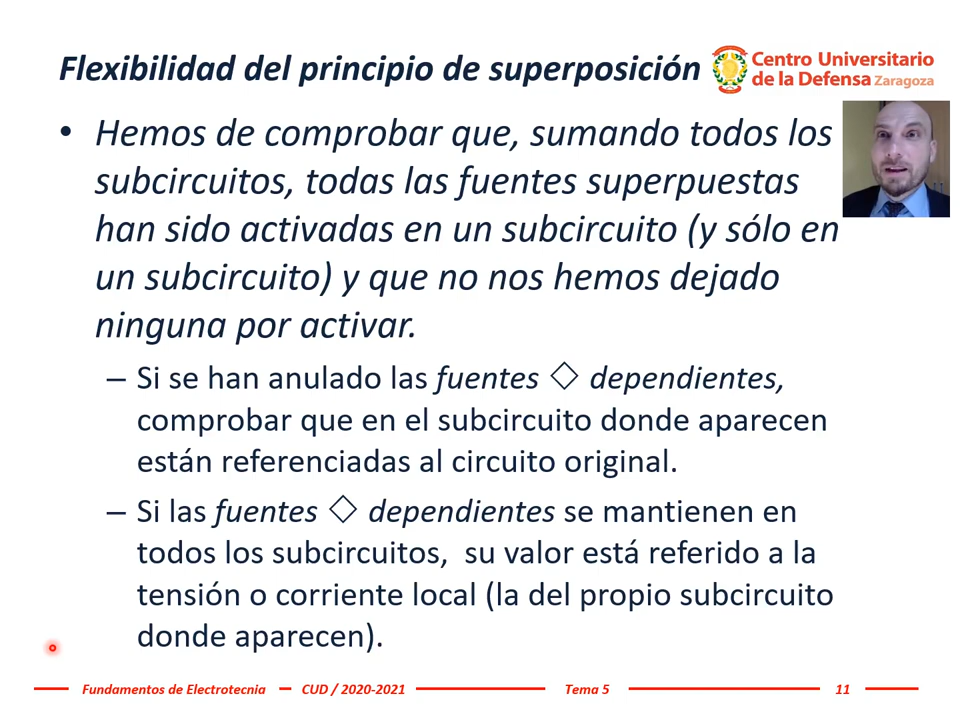 Flexibilidad del principio de superposición
Centro Universitario
de la Defensa Zaragoza
• Hemos de comprobar que, sumando todos los
subcircuitos, todas las fuentes superpuestas
han sido activadas en un subcircuito (y sólo en
un subcircuito) y que no nos hemos dejado
ninguna por activar.
– Si se han anulado las fuentes ◇ dependientes,
comprobar que en el subcircuito donde aparecen
están referenciadas al circuito original.
– Si las fuentes ◇ dependientes se mantienen en
todos los subcircuitos, su valor está referido a la
tensión o corriente local (la del propio subcircuito
donde aparecen).
Fundamentos de Electrotecnia CUD / 2020-2021 Tema 5 11